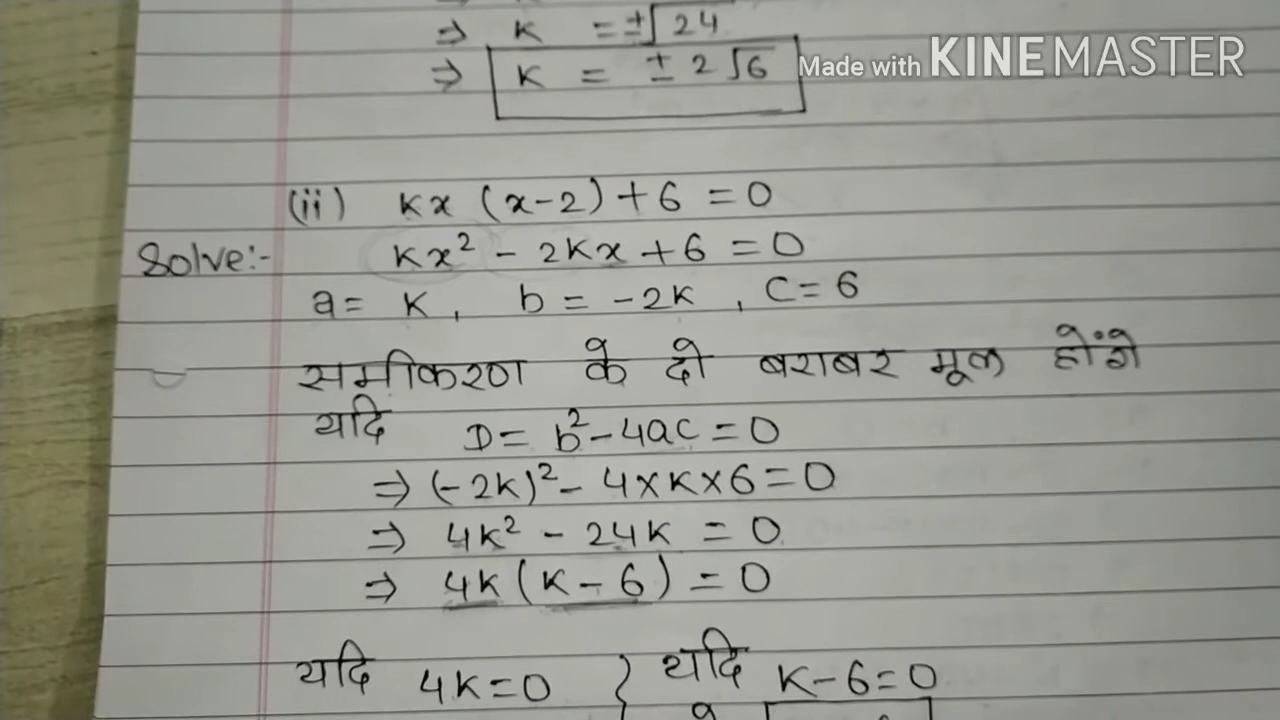 ⇒ K = ±√24
⇒ K = ±2√6
Made with KINEMASTER
(ii) Kx (x-2) + 6 = 0
Solve:- Kx² - 2Kx + 6 = 0
a = K, b = -2K, C = 6
समीकरण के दो बराबर मूल होंगे
यदि D = b² - 4ac = 0
⇒ (-2K)² - 4×K×6 = 0
⇒ 4K² - 24K = 0
⇒ 4K (K - 6) = 0
यदि 4K = 0 } यदि K - 6 = 0